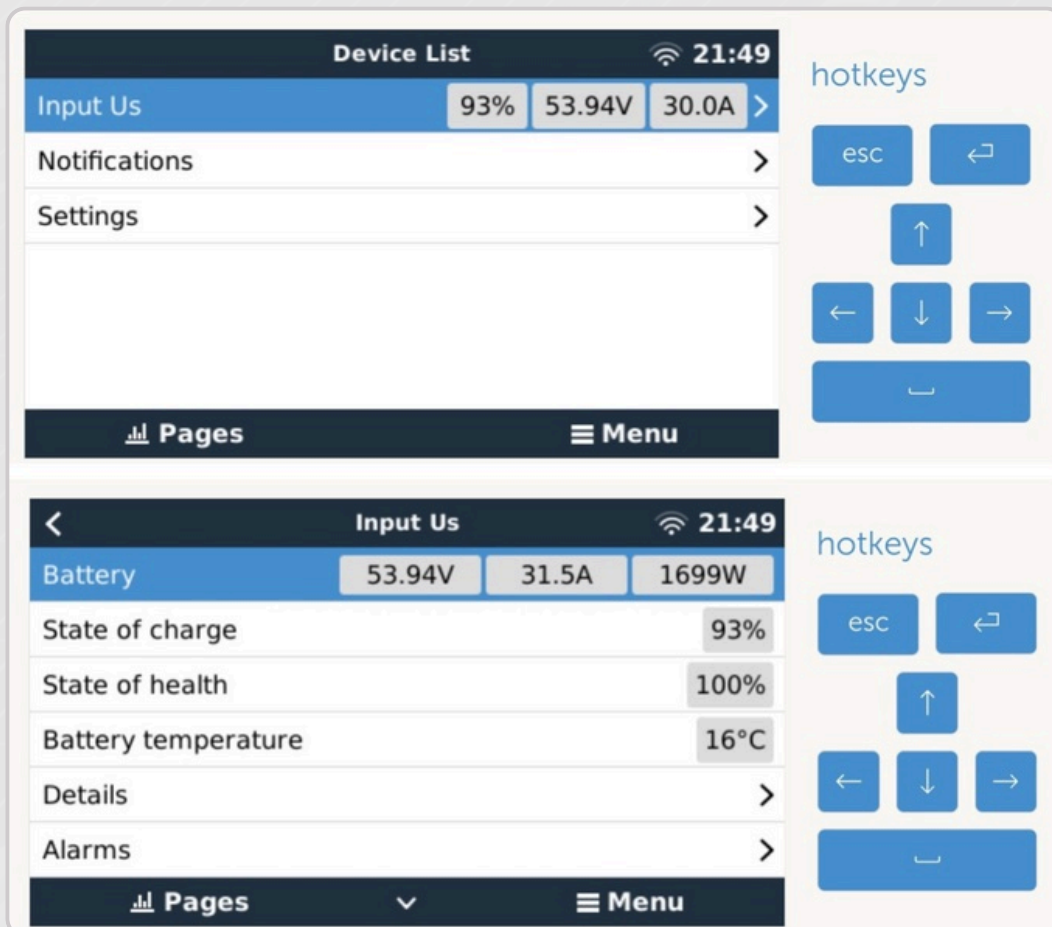 Device List 21:49
Input Us 93% 53.94V 30.0A
Notifications
Settings
Pages Menu
hotkeys
esc
Input Us 21:49
Battery 53.94V 31.5A 1699W
State of charge 93%
State of health 100%
Battery temperature 16°C
Details
Alarms
Pages Menu
hotkeys
esc